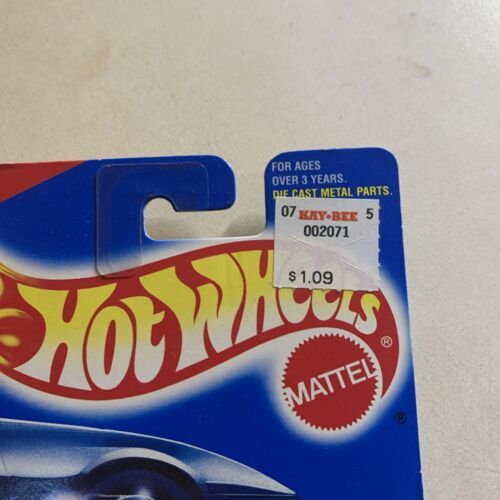 FOR AGES
OVER 3 YEARS.
DIE CAST METAL PARTS.
07 KAY•BEE 5
002071
$1.09
HOT WHEELS®
MATTEL®